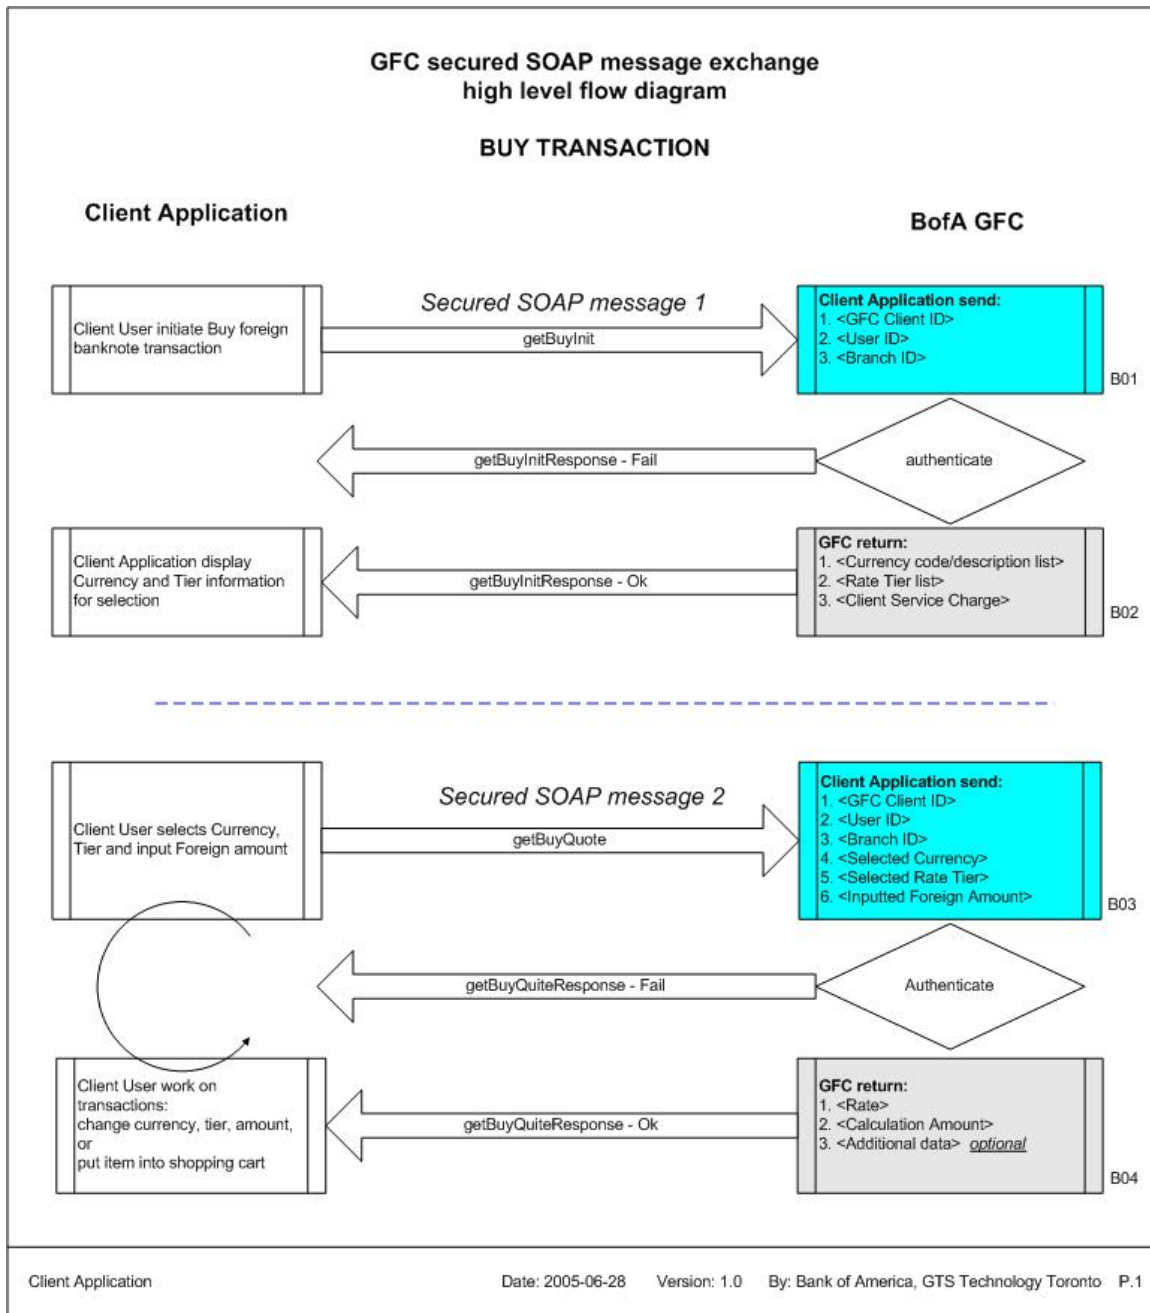 GFC secured SOAP message exchange
high level flow diagram
BUY TRANSACTION
Client Application
BofA GFC
Client User initiate Buy foreign
banknote transaction
Secured SOAP message 1
getBuyInit
Client Application send:
1. <GFC Client ID>
2. <User ID>
3. <Branch ID>
B01
getBuyInitResponse - Fail
authenticate
Client Application display
Currency and Tier information
for selection
getBuyInitResponse - Ok
GFC return:
1. <Currency code/description list>
2. <Rate Tier list>
3. <Client Service Charge>
B02
Client User selects Currency,
Tier and input Foreign amount
Secured SOAP message 2
getBuyQuote
Client Application send:
1. <GFC Client ID>
2. <User ID>
3. <Branch ID>
4. <Selected Currency>
5. <Selected Rate Tier>
6. <Inputted Foreign Amount>
B03
getBuyQuiteResponse - Fail
Authenticate
Client User work on
transactions:
change currency, tier, amount,
or
put item into shopping cart
getBuyQuiteResponse - Ok
GFC return:
1. <Rate>
2. <Calculation Amount>
3. <Additional data> optional
B04
Client Application
Date: 2005-06-28 Version: 1.0 By: Bank of America, GTS Technology Toronto P.1